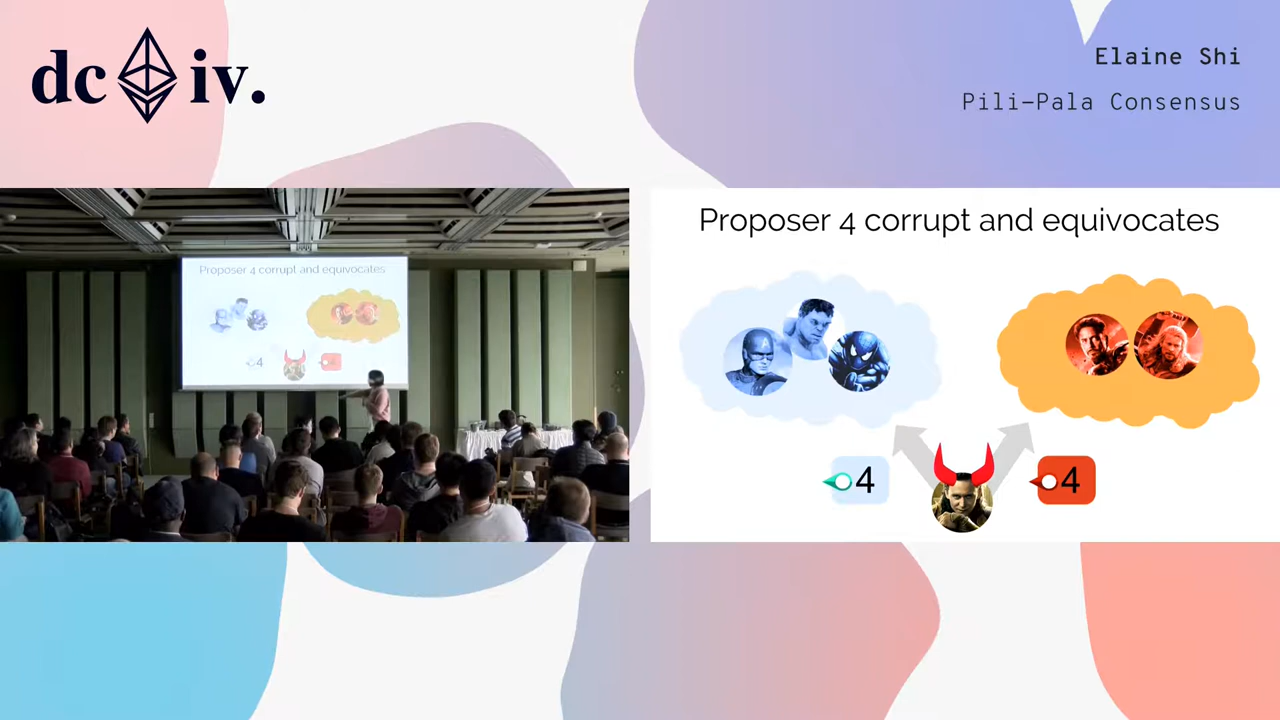 dc iv.
Elaine Shi
Pili-Pala Consensus
Proposer 4 corrupt and equivocates
4
Proposer 4 corrupt and equivocates
4
4